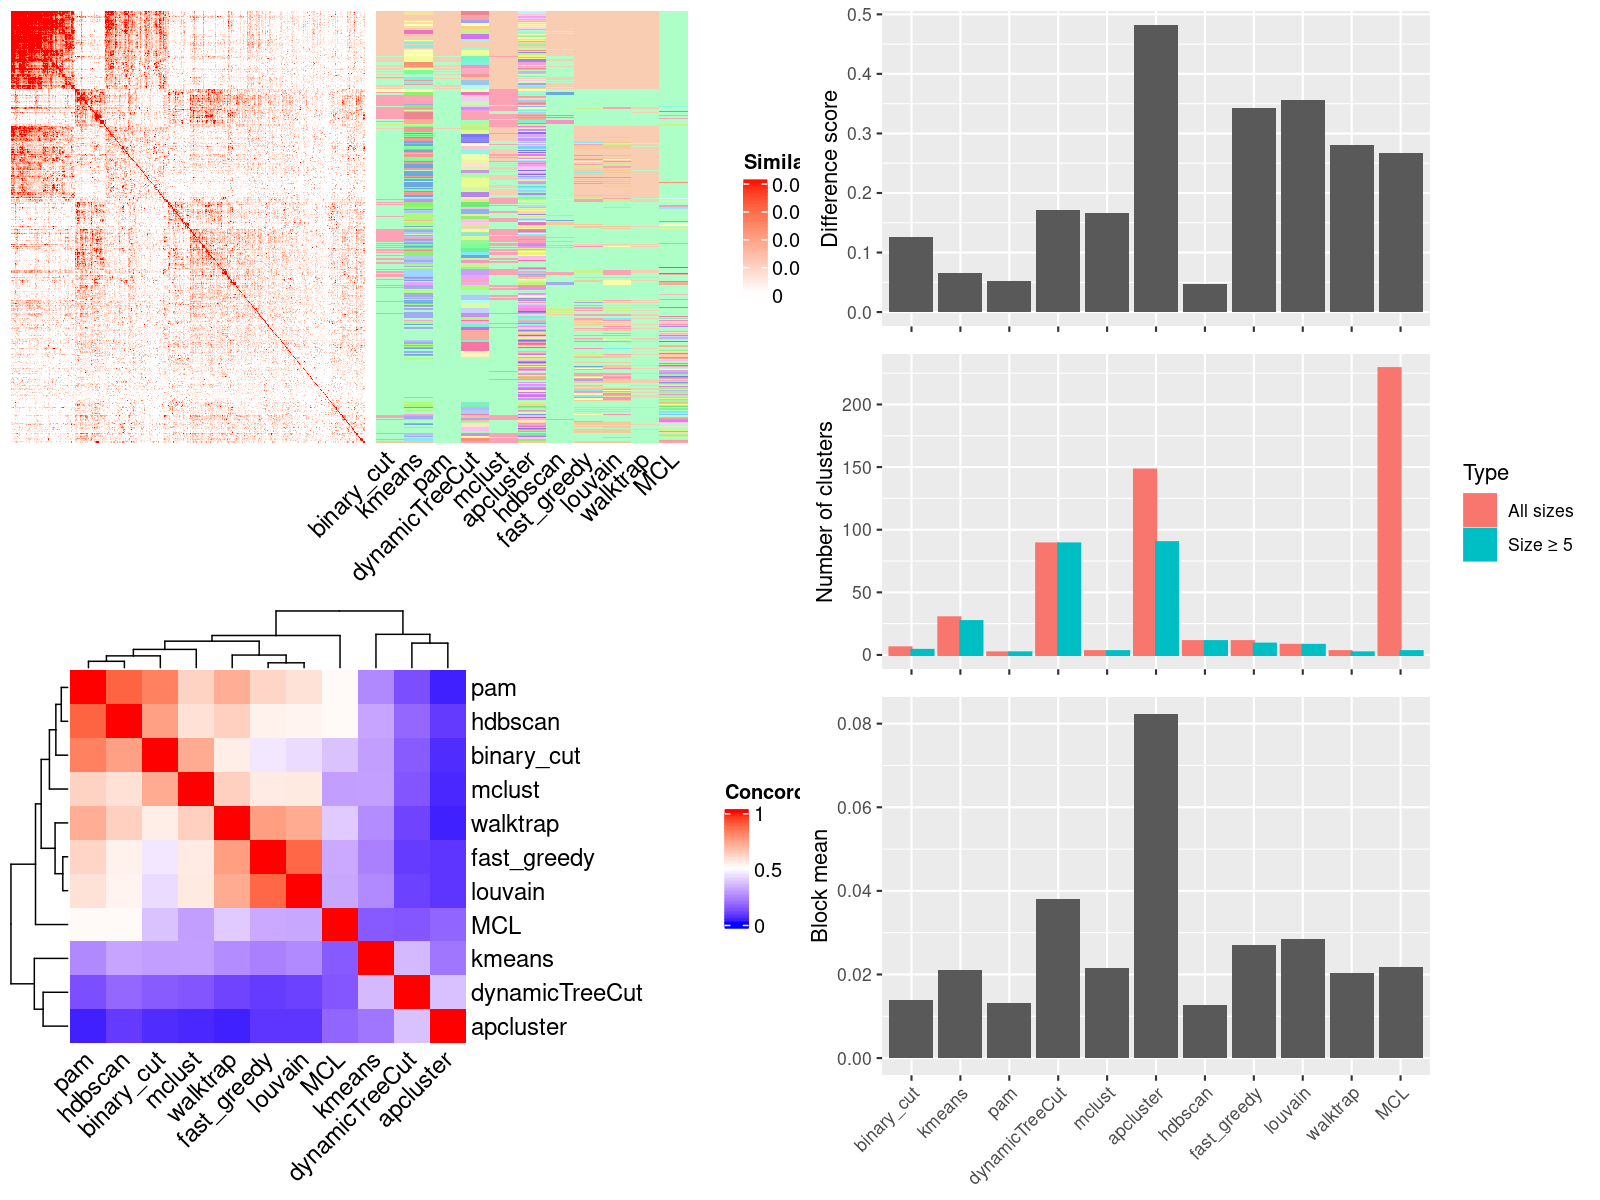 Simila
0.0
0.0
0.0
0.0
0
binary_cut
kmeans
pam
dynamicTreeCut
mclust
apcluster
hdbscan
fast_greedy
louvain
walktrap
MCL
pam
hdbscan
binary_cut
mclust
walktrap
fast_greedy
louvain
MCL
kmeans
dynamicTreeCut
apcluster
pam
hdbscan
binary_cut
mclust
walktrap
fast_greedy
louvain
MCL
kmeans
dynamicTreeCut
apcluster
Concord
1
0.5
0
Difference score
0.5
0.4
0.3
0.2
0.1
0.0
Number of clusters
200
150
100
50
0
Type
All sizes
Size ≥ 5
Block mean
0.08
0.06
0.04
0.02
0.00
binary_cut
kmeans
pam
dynamicTreeCut
mclust
apcluster
hdbscan
fast_greedy
louvain
walktrap
MCL